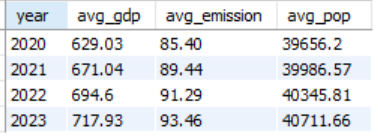 year avg_gdp avg_emission avg_pop
2020 629.03 85.40 39656.2
2021 671.04 89.44 39986.57
2022 694.6 91.29 40345.81
2023 717.93 93.46 40711.66